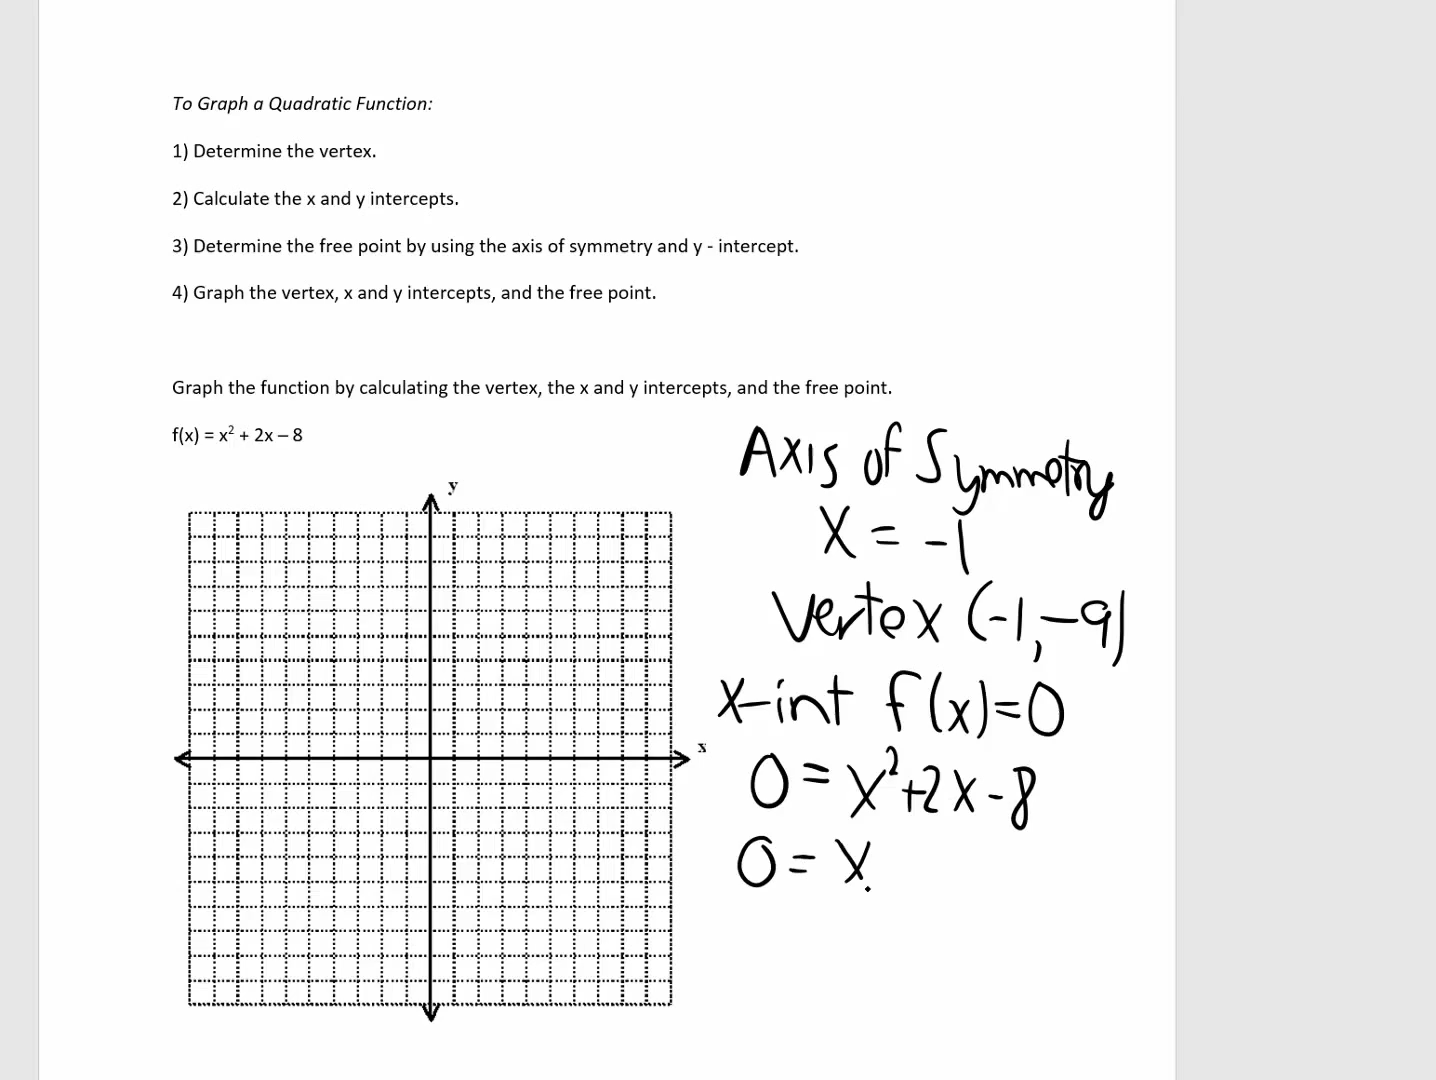 To Graph a Quadratic Function:
1) Determine the vertex.
2) Calculate the x and y intercepts.
3) Determine the free point by using the axis of symmetry and y - intercept.
4) Graph the vertex, x and y intercepts, and the free point.
Graph the function by calculating the vertex, the x and y intercepts, and the free point.
f(x) = x² + 2x – 8
Axis of Symmetry
X = -1
Vertex (-1, -9)
x-int f(x)=0
0 = x²+2x-8
0 = x
y
x